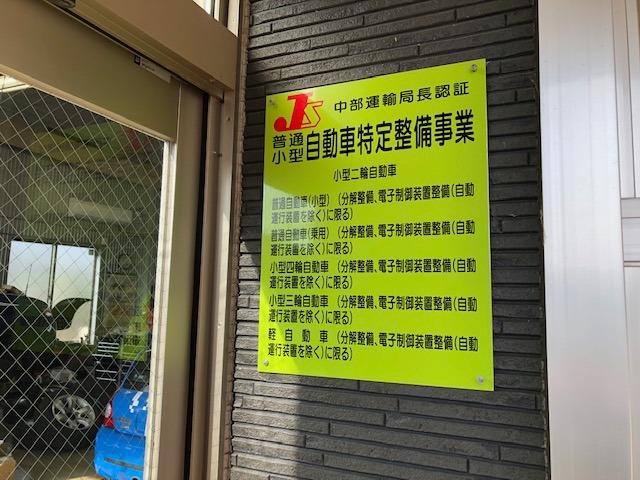 JS 中部運輸局長認証
普通
小型 自動車特定整備事業
小型二輪自動車
普通自動車(小型) (分解整備、電子制御装置整備(自動
運行装置を除く)に限る)
普通自動車(乗用) (分解整備、電子制御装置整備(自動
運行装置を除く)に限る)
小型四輪自動車 (分解整備、電子制御装置整備(自動
運行装置を除く)に限る)
小型三輪自動車 (分解整備、電子制御装置整備(自動
運行装置を除く)に限る)
軽自動車 (分解整備、電子制御装置整備(自動
運行装置を除く)に限る)